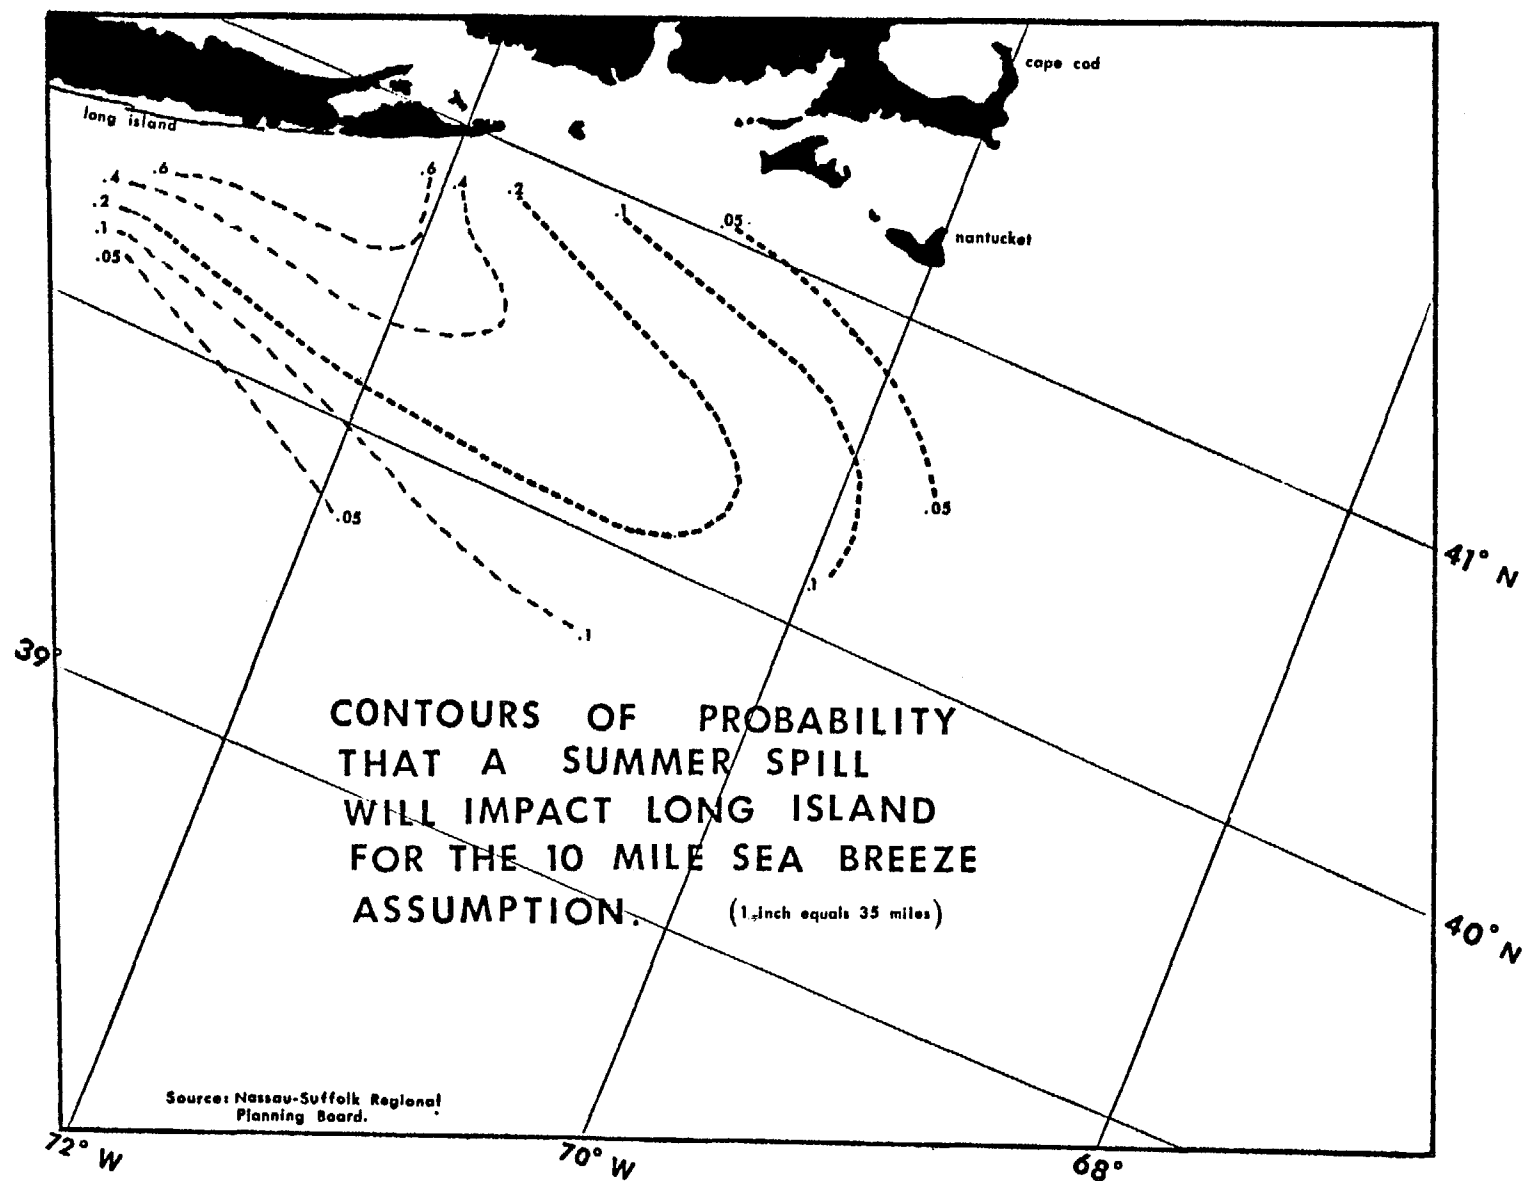 cape cod
long island
nantucket
.6
.6
.4
.4
.2
.2
.1
.1
.05
.05
.05
.05
.1
.1
41° N
39°
CONTOURS OF PROBABILITY
THAT A SUMMER SPILL
WILL IMPACT LONG ISLAND
FOR THE 10 MILE SEA BREEZE
ASSUMPTION. (1 inch equals 35 miles)
40° N
Source: Nassau-Suffolk Regional
Planning Board.
72° W
70° W
68°